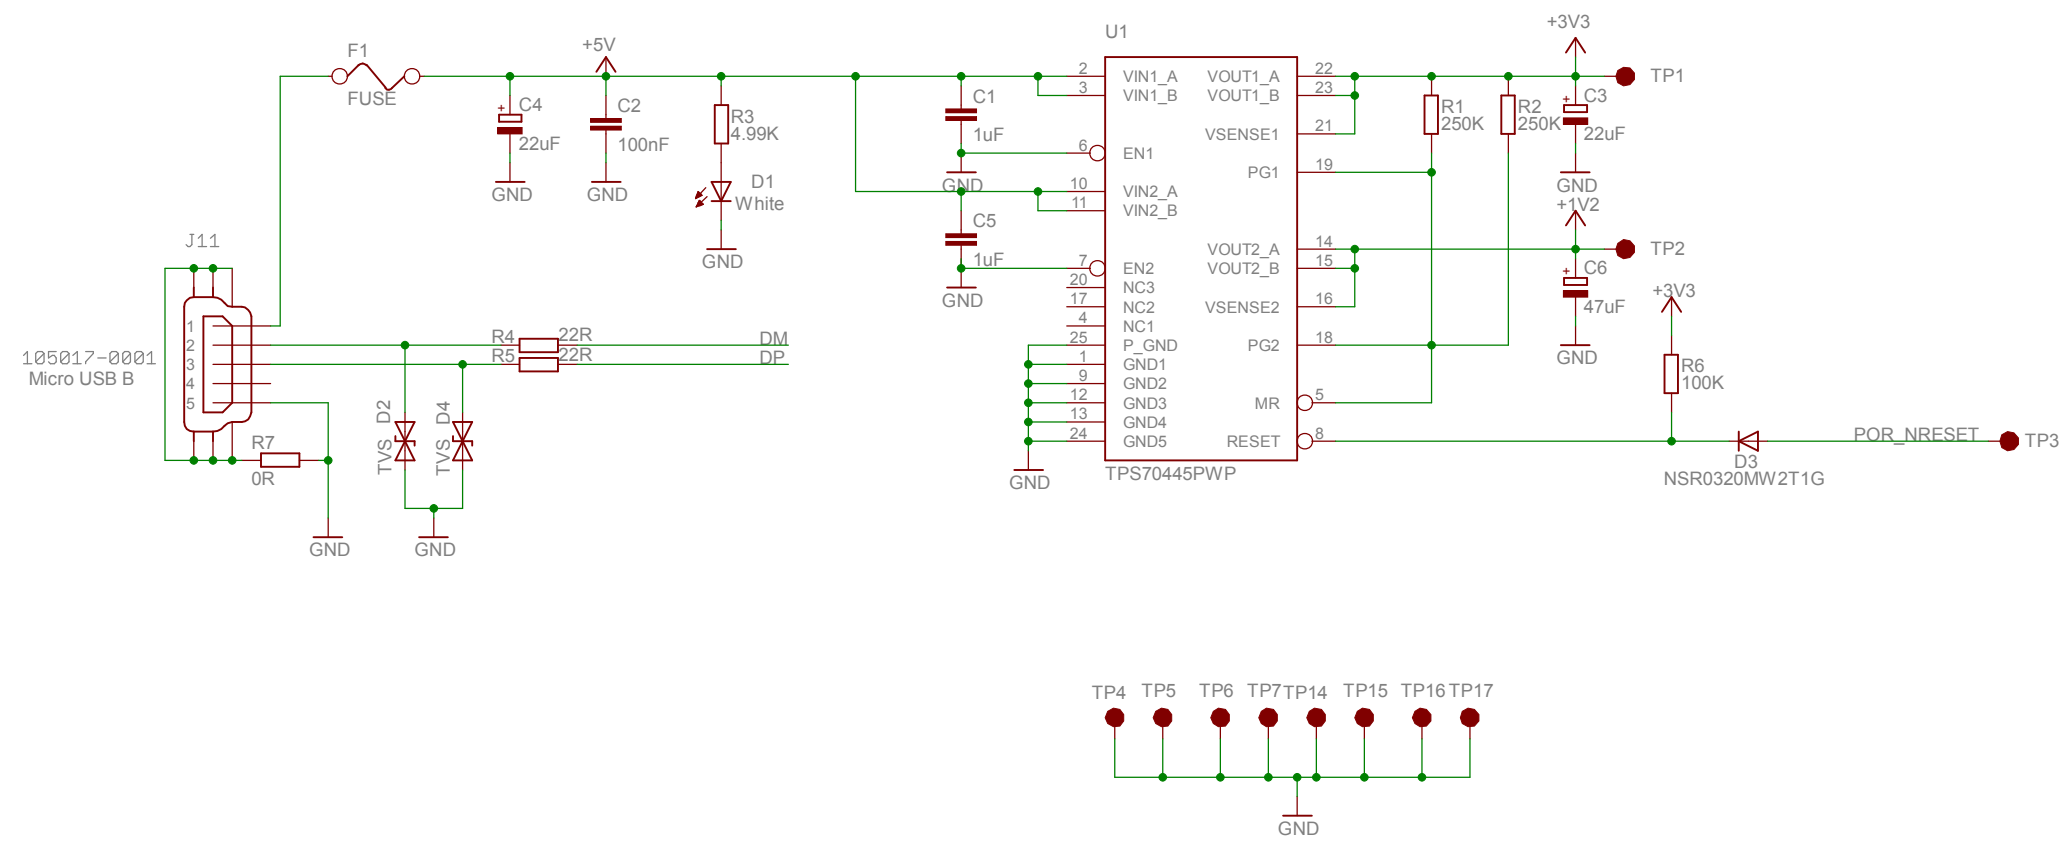 F1
FUSE
+5V
C4
22uF
GND
C2
100nF
GND
R3
4.99K
D1
White
GND
C1
1uF
GND
C5
1uF
GND
U1
2 VIN1_A VOUT1_A 22
3 VIN1_B VOUT1_B 23
VSENSE1 21
6 EN1
PG1 19
10 VIN2_A
11 VIN2_B
VOUT2_A 14
7 EN2 VOUT2_B 15
20 NC3
17 NC2 VSENSE2 16
4 NC1
25 P_GND PG2 18
1 GND1
9 GND2
12 GND3 MR 5
13 GND4
24 GND5 RESET 8
TPS70445PWP
GND
+3V3
TP1
R1
250K
R2
250K
C3
22uF
GND
+1V2
TP2
C6
47uF
GND
+3V3
R6
100K
D3
NSR0320MW2T1G
POR_NRESET
TP3
J11
1
2
3
4
5
105017-0001
Micro USB B
R7
0R
GND
R4 22R DM
R5 22R DP
TVS D2
TVS D4
GND
TP4 TP5 TP6 TP7 TP14 TP15 TP16 TP17
GND